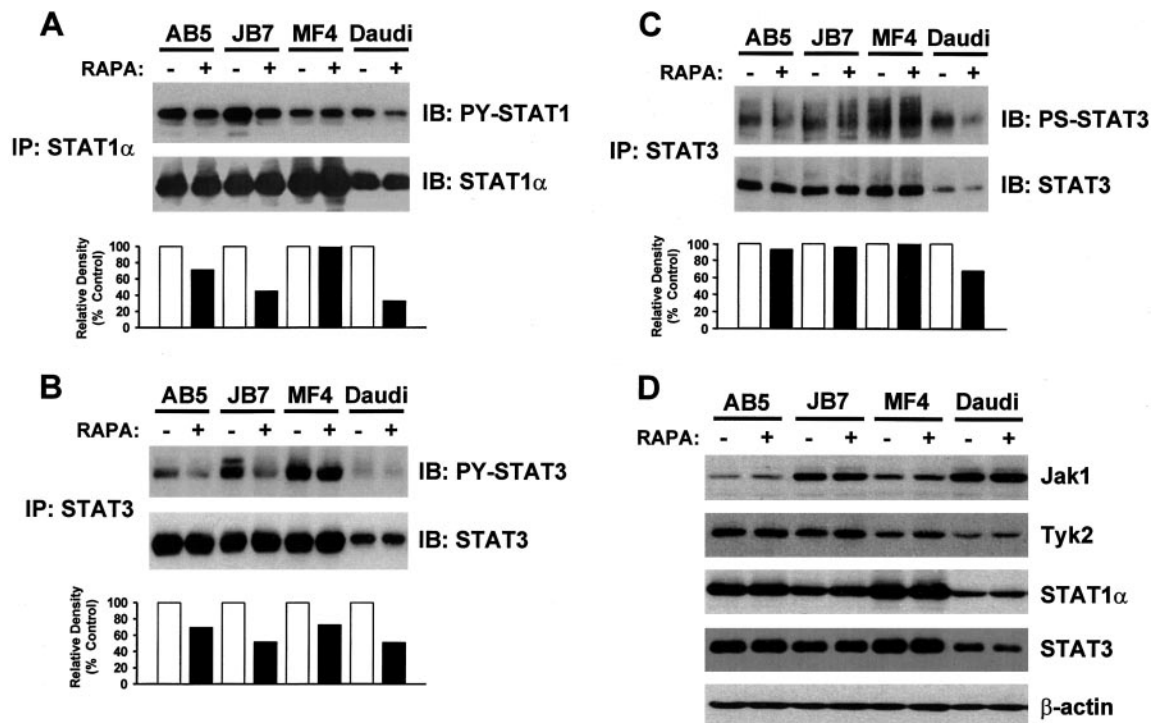 A
AB5 JB7 MF4 Daudi
RAPA: - + - + - + - +
IB: PY-STAT1
IP: STAT1α
IB: STAT1α
Relative Density
(% Control)
100
80
60
40
20
0
B
AB5 JB7 MF4 Daudi
RAPA: - + - + - + - +
IB: PY-STAT3
IP: STAT3
IB: STAT3
Relative Density
(% Control)
100
80
60
40
20
0
C
AB5 JB7 MF4 Daudi
RAPA: - + - + - + - +
IB: PS-STAT3
IP: STAT3
IB: STAT3
Relative Density
(% Control)
100
80
60
40
20
0
D
AB5 JB7 MF4 Daudi
RAPA: - + - + - + - +
Jak1
Tyk2
STAT1α
STAT3
β-actin